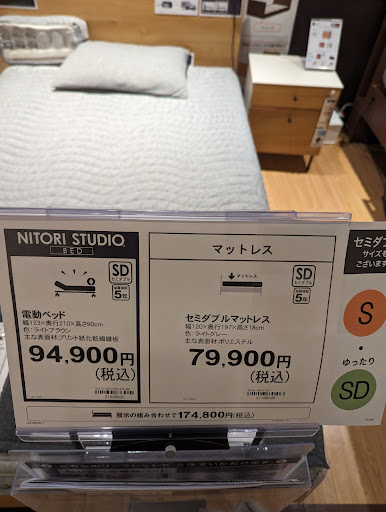 NITORI STUDIO
BED
SD
セミダブル
品質保証
5年
電動ベッド
幅123×奥行210×高さ90cm
色:ライトブラウン
主な表面材:プリント紙化粧繊維板
94,900円
(税込)
マットレス
マットレス
SD
セミダブル
品質保証
5年
セミダブルマットレス
幅120×奥行197×高さ18cm
色:ライトグレー
主な表面材:ポリエステル
79,900円
(税込)
展示の組み合わせで174,800円(税込)
セミダブ
サイズも
ございます
S
ゆったり
SD